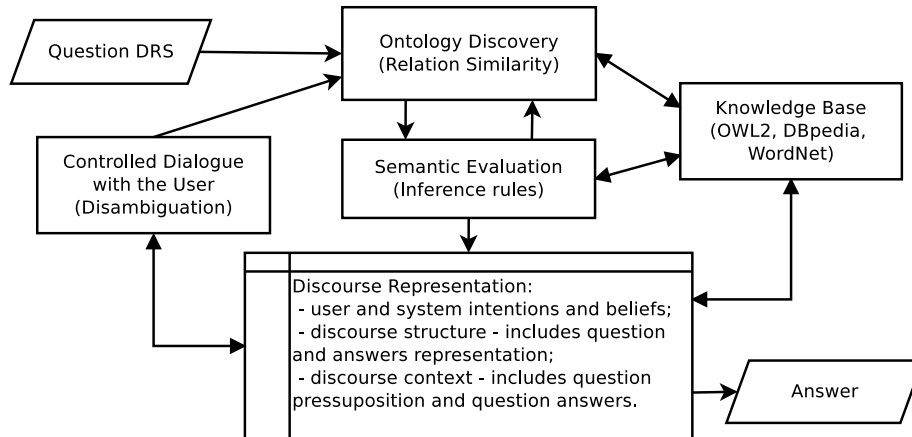 Question DRS
Ontology Discovery
(Relation Similarity)
Knowledge Base
(OWL2, DBpedia,
WordNet)
Controlled Dialogue
with the User
(Disambiguation)
Semantic Evaluation
(Inference rules)
Discourse Representation:
- user and system intentions and beliefs;
- discourse structure - includes question
and answers representation;
- discourse context - includes question
pressuposition and question answers.
Answer